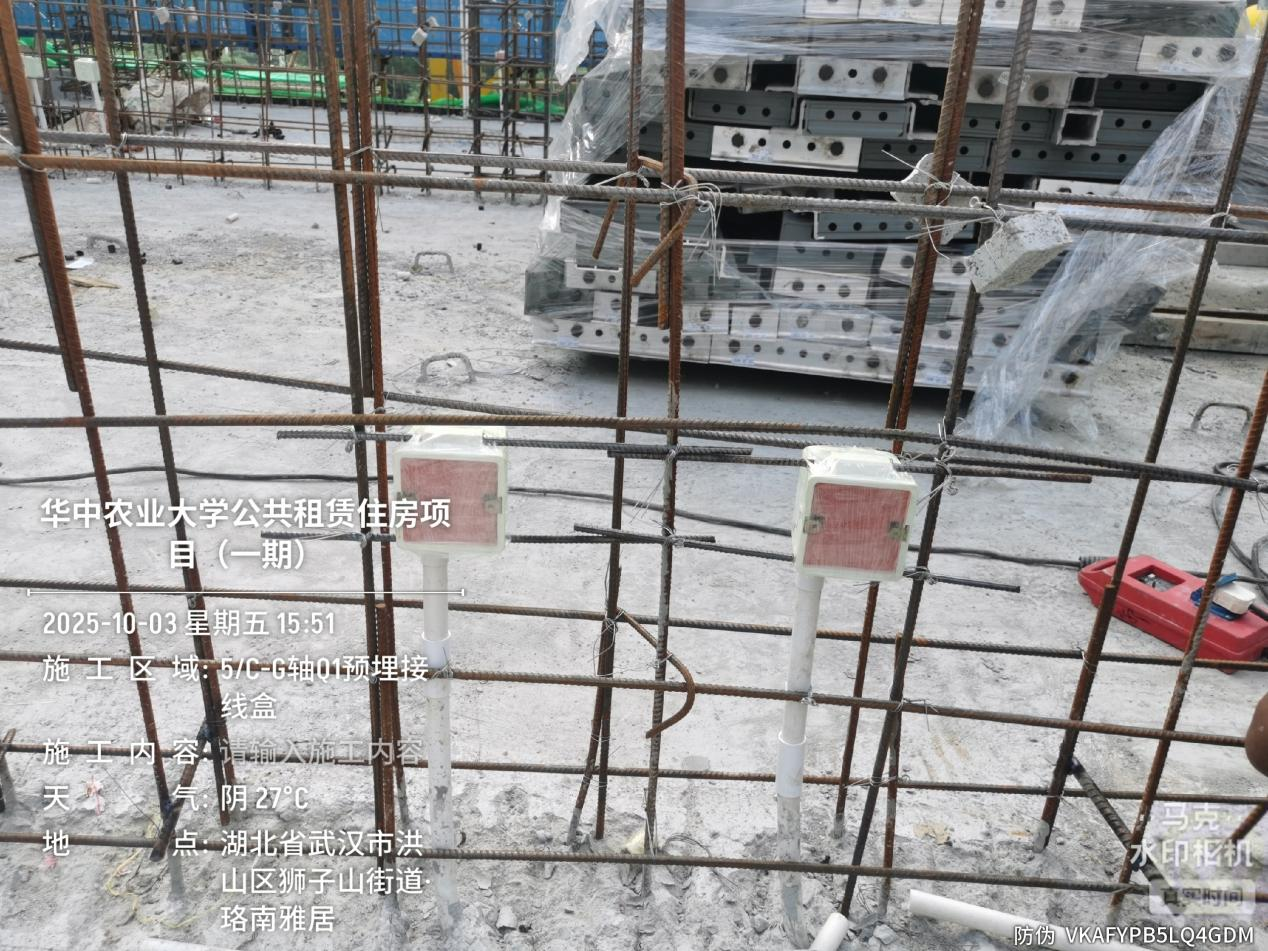 华中农业大学公共租赁住房项
目（一期）
2025-10-03 星期五 15:51
施工区域：5/C-G轴Q1预埋接
线盒
施工内容：请输入施工内容
天气：阴 27°C
地点：湖北省武汉市洪
山区狮子山街道·
珞南雅居
马克
水印相机
真实时间
防伪 VKAFYPB5LQ4GDM